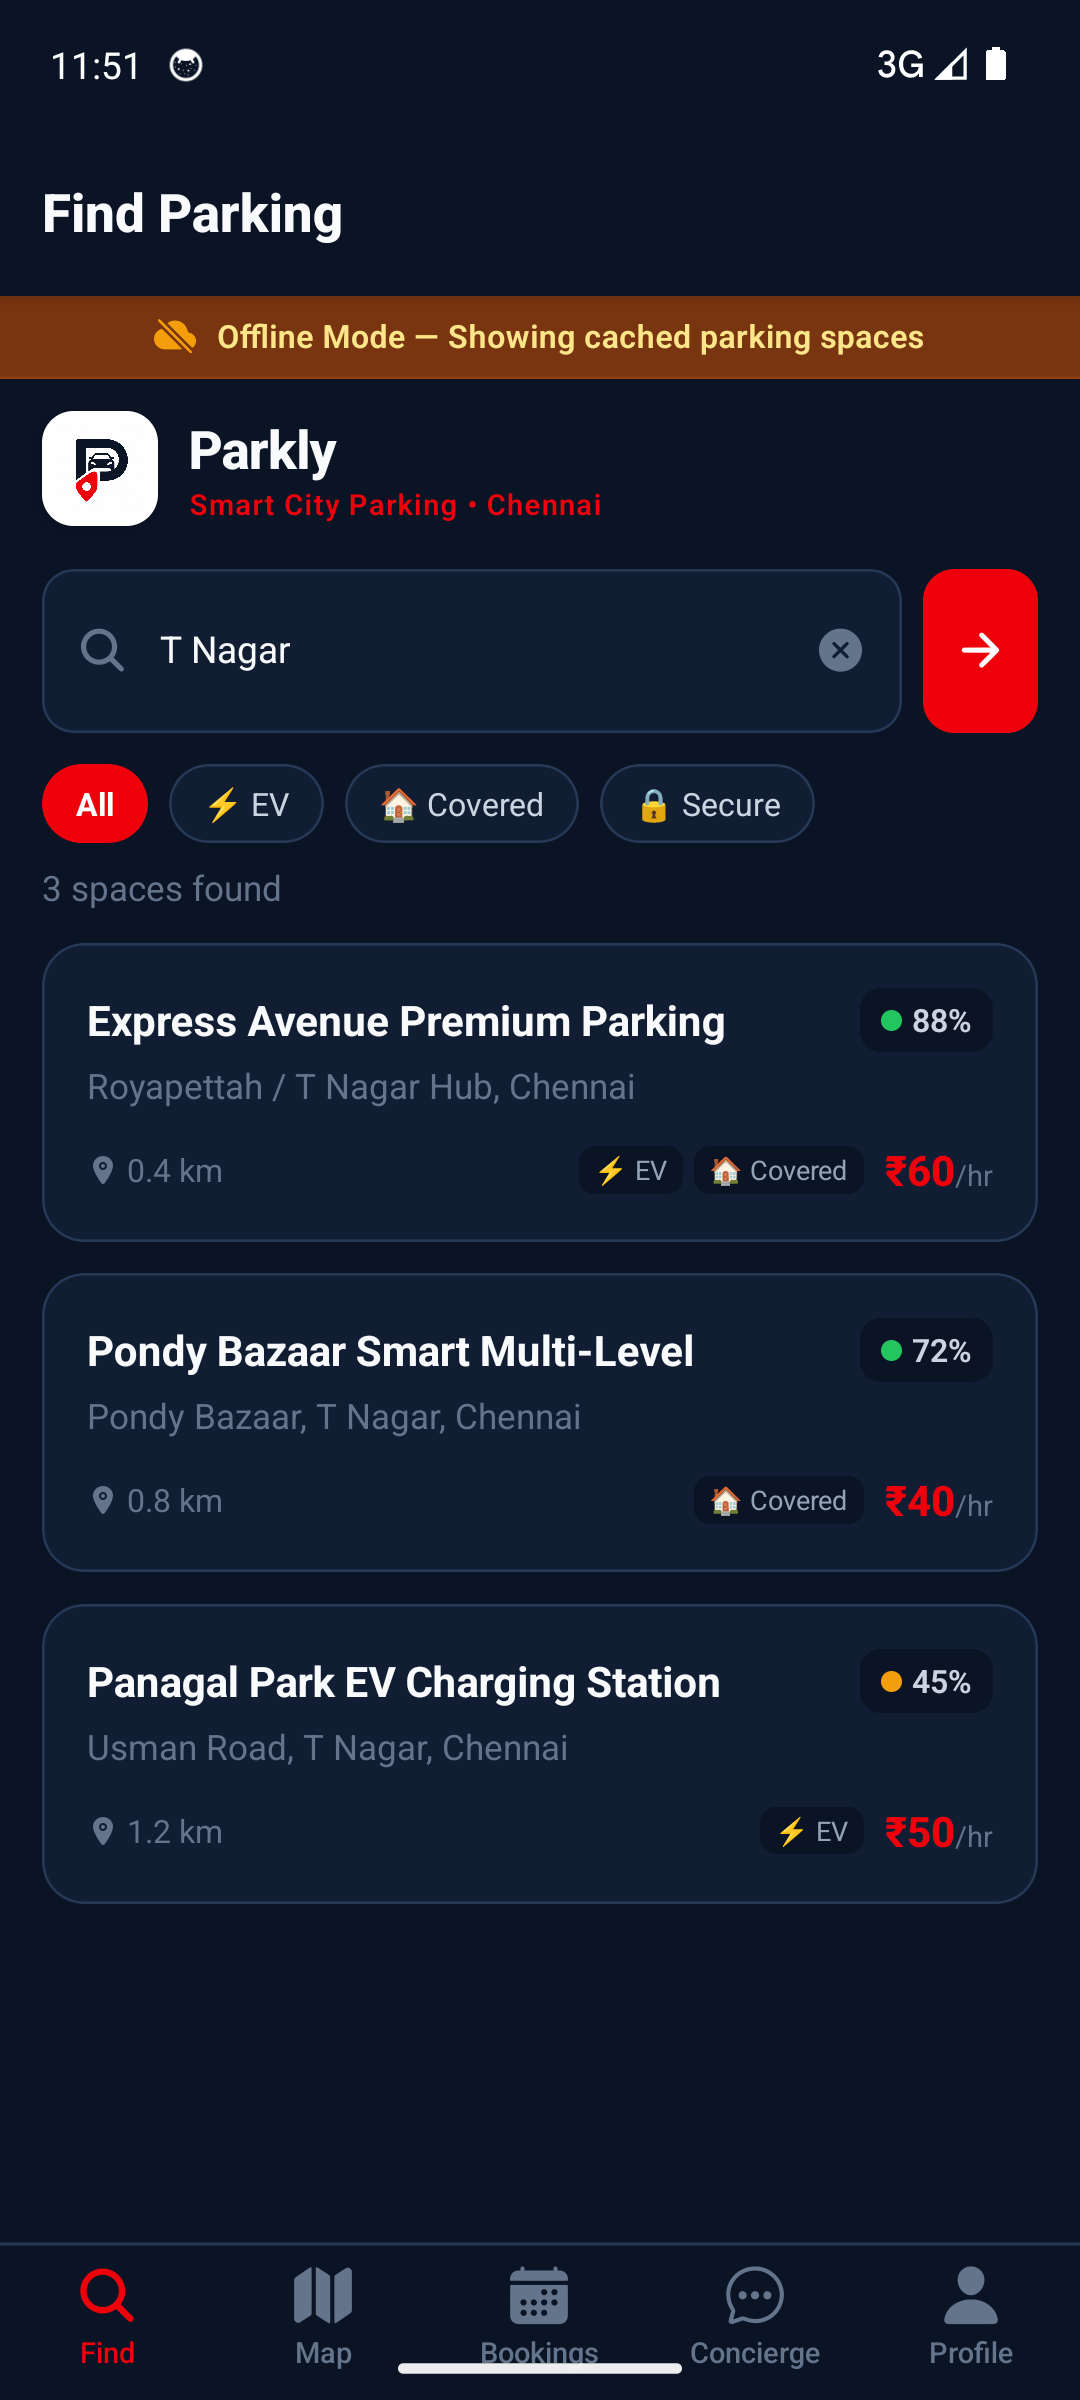 11:51 3G
Find Parking
Offline Mode — Showing cached parking spaces
Parkly
Smart City Parking • Chennai
T Nagar
All ⚡ EV 🏠 Covered 🔒 Secure
3 spaces found
Express Avenue Premium Parking 88%
Royapettah / T Nagar Hub, Chennai
0.4 km ⚡ EV 🏠 Covered ₹60/hr
Pondy Bazaar Smart Multi-Level 72%
Pondy Bazaar, T Nagar, Chennai
0.8 km 🏠 Covered ₹40/hr
Panagal Park EV Charging Station 45%
Usman Road, T Nagar, Chennai
1.2 km ⚡ EV ₹50/hr
Find Map Bookings Concierge Profile